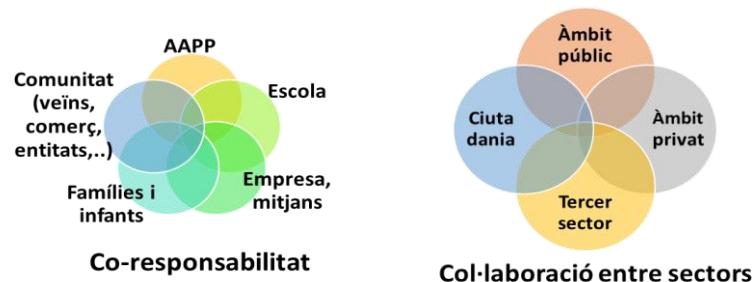 AAPP
Comunitat
(veïns,
comerç,
entitats,..)
Escola
Famílies i
infants
Empresa,
mitjans
Co-responsabilitat
Àmbit
públic
Ciuta
dania
Àmbit
privat
Tercer
sector
Col·laboració entre sectors